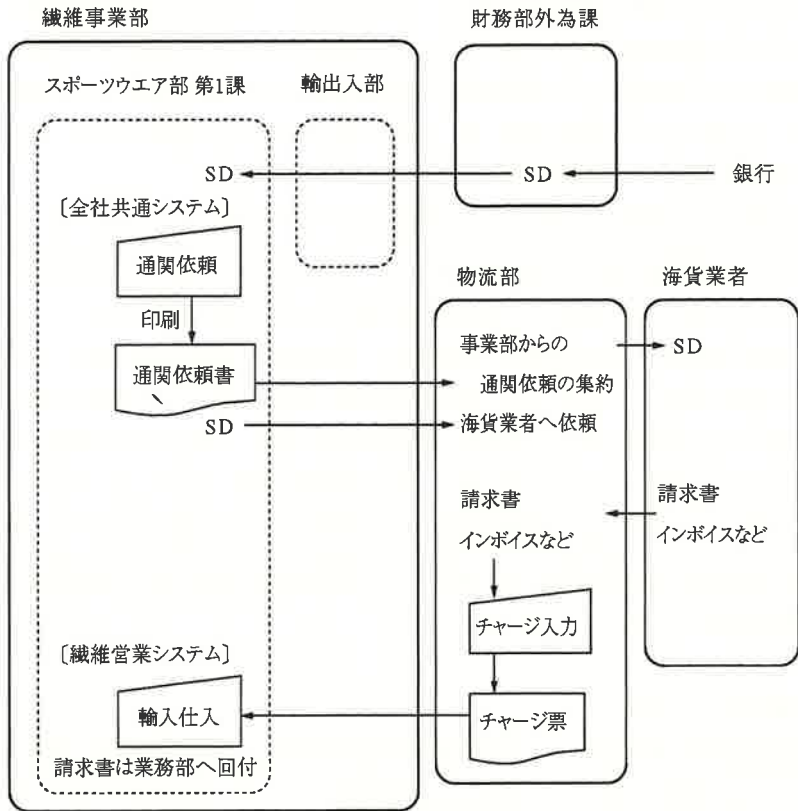 繊維事業部
財務部外為課
スポーツウエア部 第1課
輸出入部
SD
SD
銀行
〔全社共通システム〕
通関依頼
印刷
通関依頼書
SD
物流部
海貨業者
事業部からの
通関依頼の集約
海貨業者へ依頼
SD
請求書
インボイスなど
請求書
インボイスなど
チャージ入力
チャージ票
〔繊維営業システム〕
輸入仕入
請求書は業務部へ回付